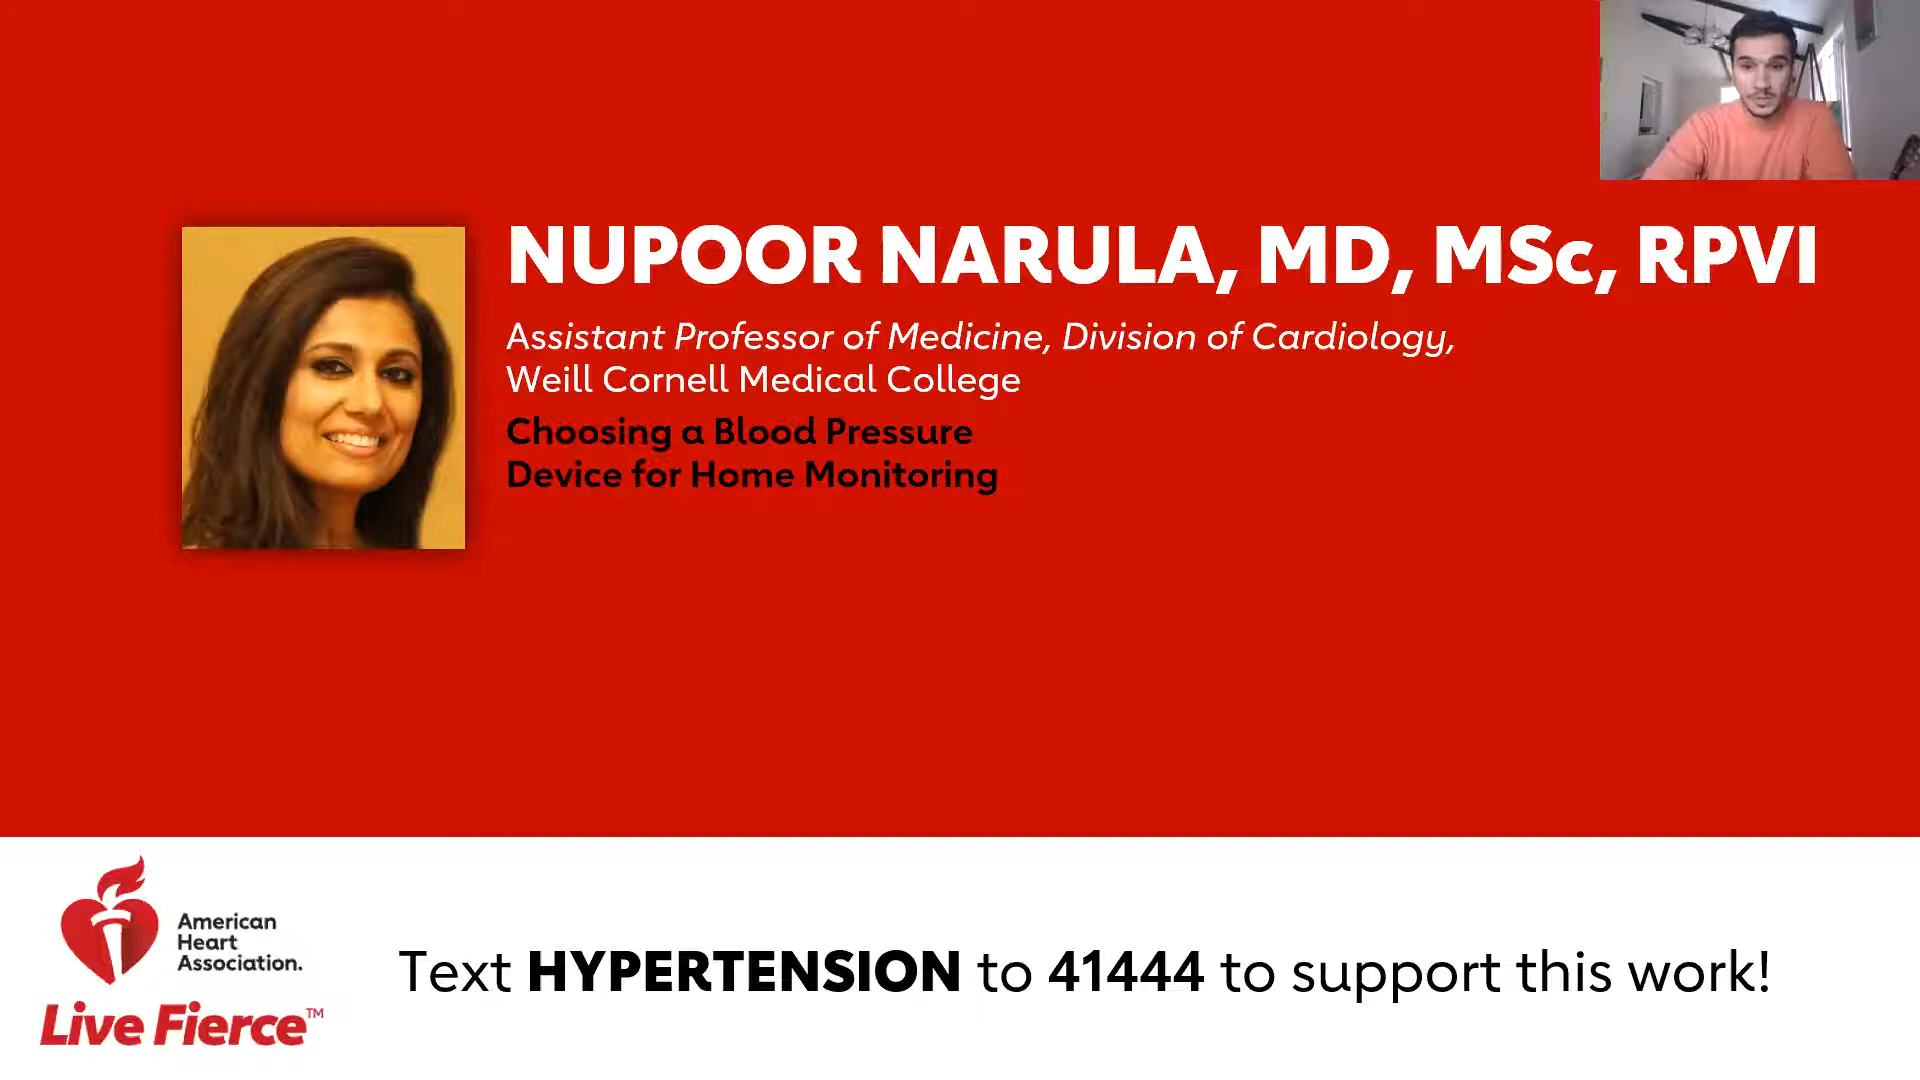 NUPOOR NARULA, MD, MSc, RPVI
Assistant Professor of Medicine, Division of Cardiology,
Weill Cornell Medical College
Choosing a Blood Pressure
Device for Home Monitoring
American
Heart
Association.
Live Fierce™
Text HYPERTENSION to 41444 to support this work!